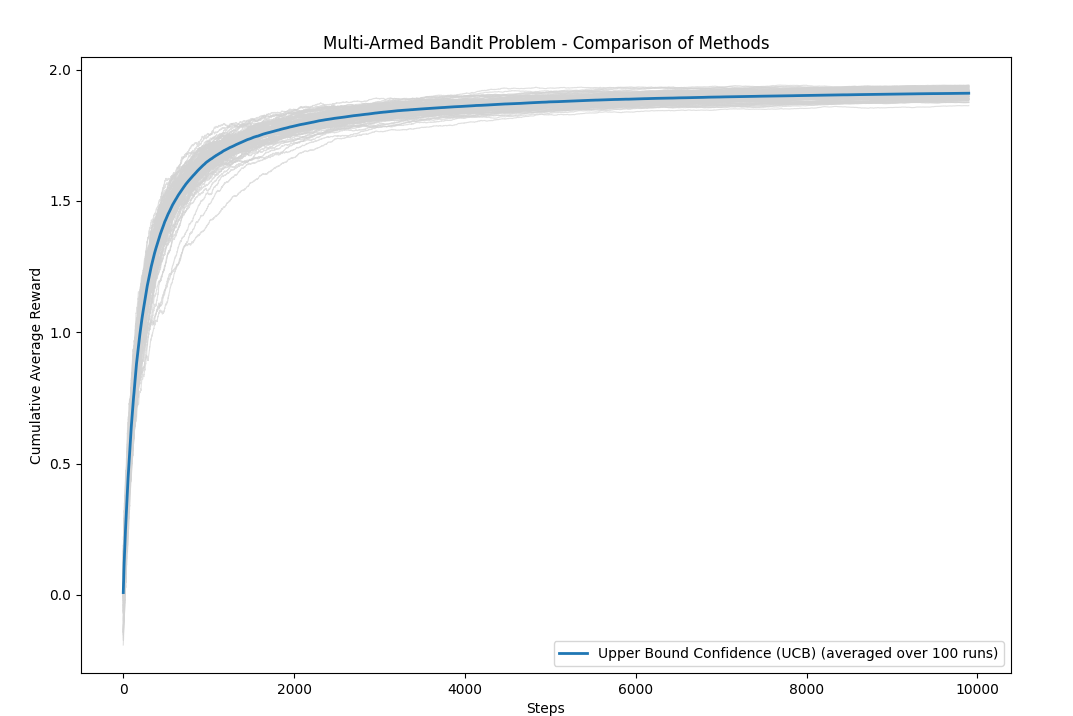 Multi-Armed Bandit Problem - Comparison of Methods
2.0
1.5
1.0
0.5
0.0
Cumulative Average Reward
Upper Bound Confidence (UCB) (averaged over 100 runs)
0 2000 4000 6000 8000 10000
Steps